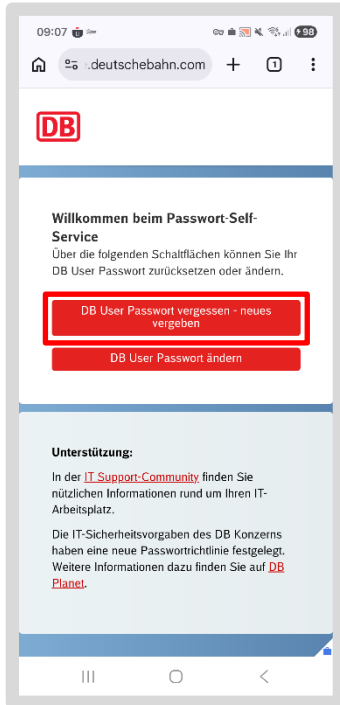 09:07
98
.deutschebahn.com
1
DB
Willkommen beim Passwort-Self-
Service
Über die folgenden Schaltflächen können Sie Ihr
DB User Passwort zurücksetzen oder ändern.
DB User Passwort vergessen - neues
vergeben
DB User Passwort ändern
Unterstützung:
In der IT Support-Community finden Sie
nützlichen Informationen rund um Ihren IT-
Arbeitsplatz.
Die IT-Sicherheitsvorgaben des DB Konzerns
haben eine neue Passwortrichtlinie festgelegt.
Weitere Informationen dazu finden Sie auf DB
Planet.